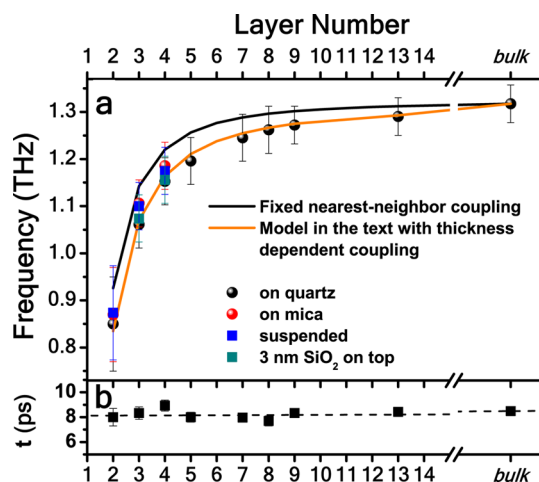 Layer Number
1 2 3 4 5 6 7 8 9 10 11 12 13 14 bulk
a
1.3
1.2
1.1
1.0
0.9
0.8
Frequency (THz)
Fixed nearest-neighbor coupling
Model in the text with thickness
dependent coupling
on quartz
on mica
suspended
3 nm SiO₂ on top
b
10
8
6
t (ps)
1 2 3 4 5 6 7 8 9 10 11 12 13 14 bulk